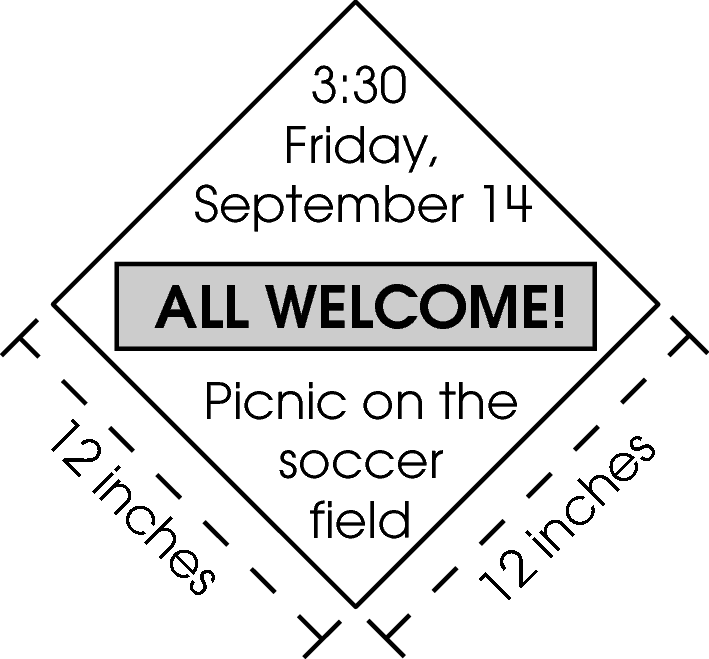 3:30
Friday,
September 14
ALL WELCOME!
Picnic on the
soccer
field
12 inches
12 inches